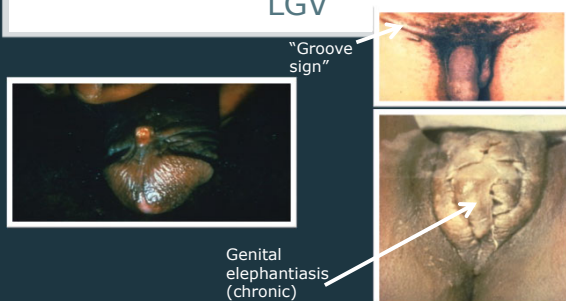 LGV
“Groove
sign”
Genital
elephantiasis
(chronic)